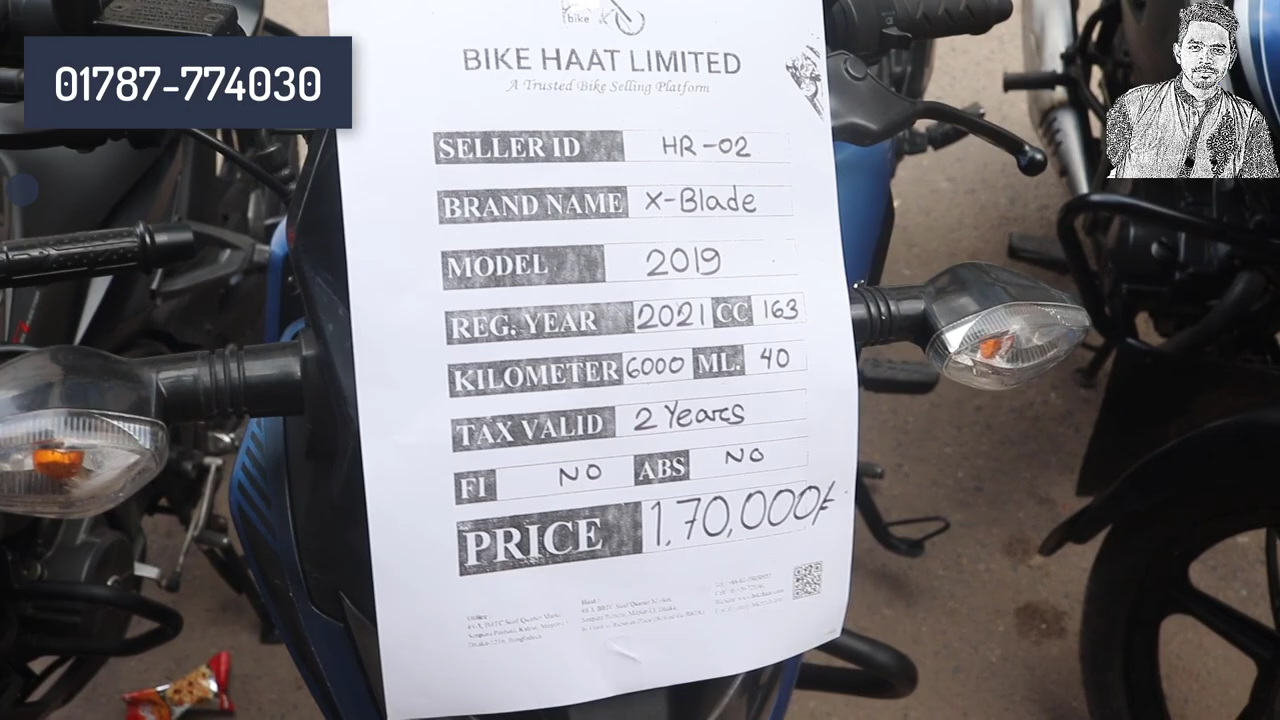 01787-774030
bike
BIKE HAAT LIMITED
A Trusted Bike Selling Platform
SELLER ID HR-02
BRAND NAME X-Blade
MODEL 2019
REG. YEAR 2021 CC 163
KILOMETER 6000 ML. 40
TAX VALID 2 Years
FI NO ABS NO
PRICE 1,70,000/-